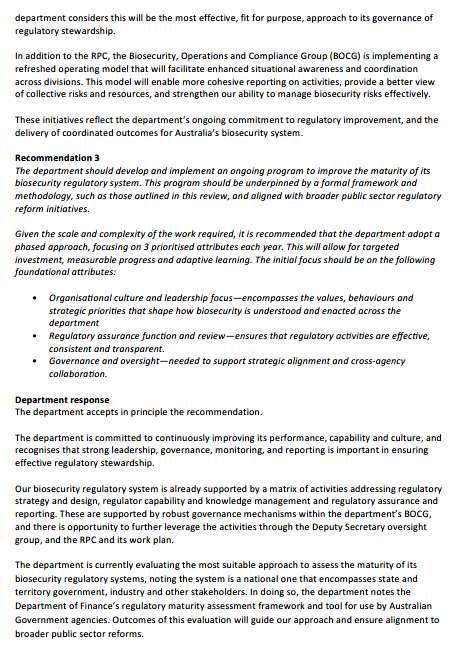 department considers this will be the most effective, fit for purpose, approach to its governance of
regulatory stewardship.
In addition to the RPC, the Biosecurity, Operations and Compliance Group (BOCG) is implementing a
refreshed operating model that will facilitate enhanced situational awareness and coordination
across divisions. This model will enable more cohesive reporting on activities, provide a better view
of collective risks and resources, and strengthen our ability to manage biosecurity risks effectively.
These initiatives reflect the department's ongoing commitment to regulatory improvement, and the
delivery of coordinated outcomes for Australia's biosecurity system.
Recommendation 3
The department should develop and implement an ongoing program to improve the maturity of its
biosecurity regulatory system. This program should be underpinned by a formal framework and
methodology, such as those outlined in this review, and aligned with broader public sector regulatory
reform initiatives.
Given the scale and complexity of the work required, it is recommended that the department adopt a
phased approach, focusing on 3 prioritised attributes each year. This will allow for targeted
investment, measurable progress and adaptive learning. The initial focus should be on the following
foundational attributes:
• Organisational culture and leadership focus—encompasses the values, behaviours and
strategic priorities that shape how biosecurity is understood and enacted across the
department
• Regulatory assurance function and review—ensures that regulatory activities are effective,
consistent and transparent.
• Governance and oversight—needed to support strategic alignment and cross-agency
collaboration.
Department response
The department accepts in principle the recommendation.
The department is committed to continuously improving its performance, capability and culture, and
recognises that strong leadership, governance, monitoring, and reporting is important in ensuring
effective regulatory stewardship.
Our biosecurity regulatory system is already supported by a matrix of activities addressing regulatory
strategy and design, regulator capability and knowledge management and regulatory assurance and
reporting. These are supported by robust governance mechanisms within the department's BOCG,
and there is opportunity to further leverage the activities through the Deputy Secretary oversight
group, and the RPC and its work plan.
The department is currently evaluating the most suitable approach to assess the maturity of its
biosecurity regulatory systems, noting the system is a national one that encompasses state and
territory government, industry and other stakeholders. In doing so, the department notes the
Department of Finance's regulatory maturity assessment framework and tool for use by Australian
Government agencies. Outcomes of this evaluation will guide our approach and ensure alignment to
broader public sector reforms.